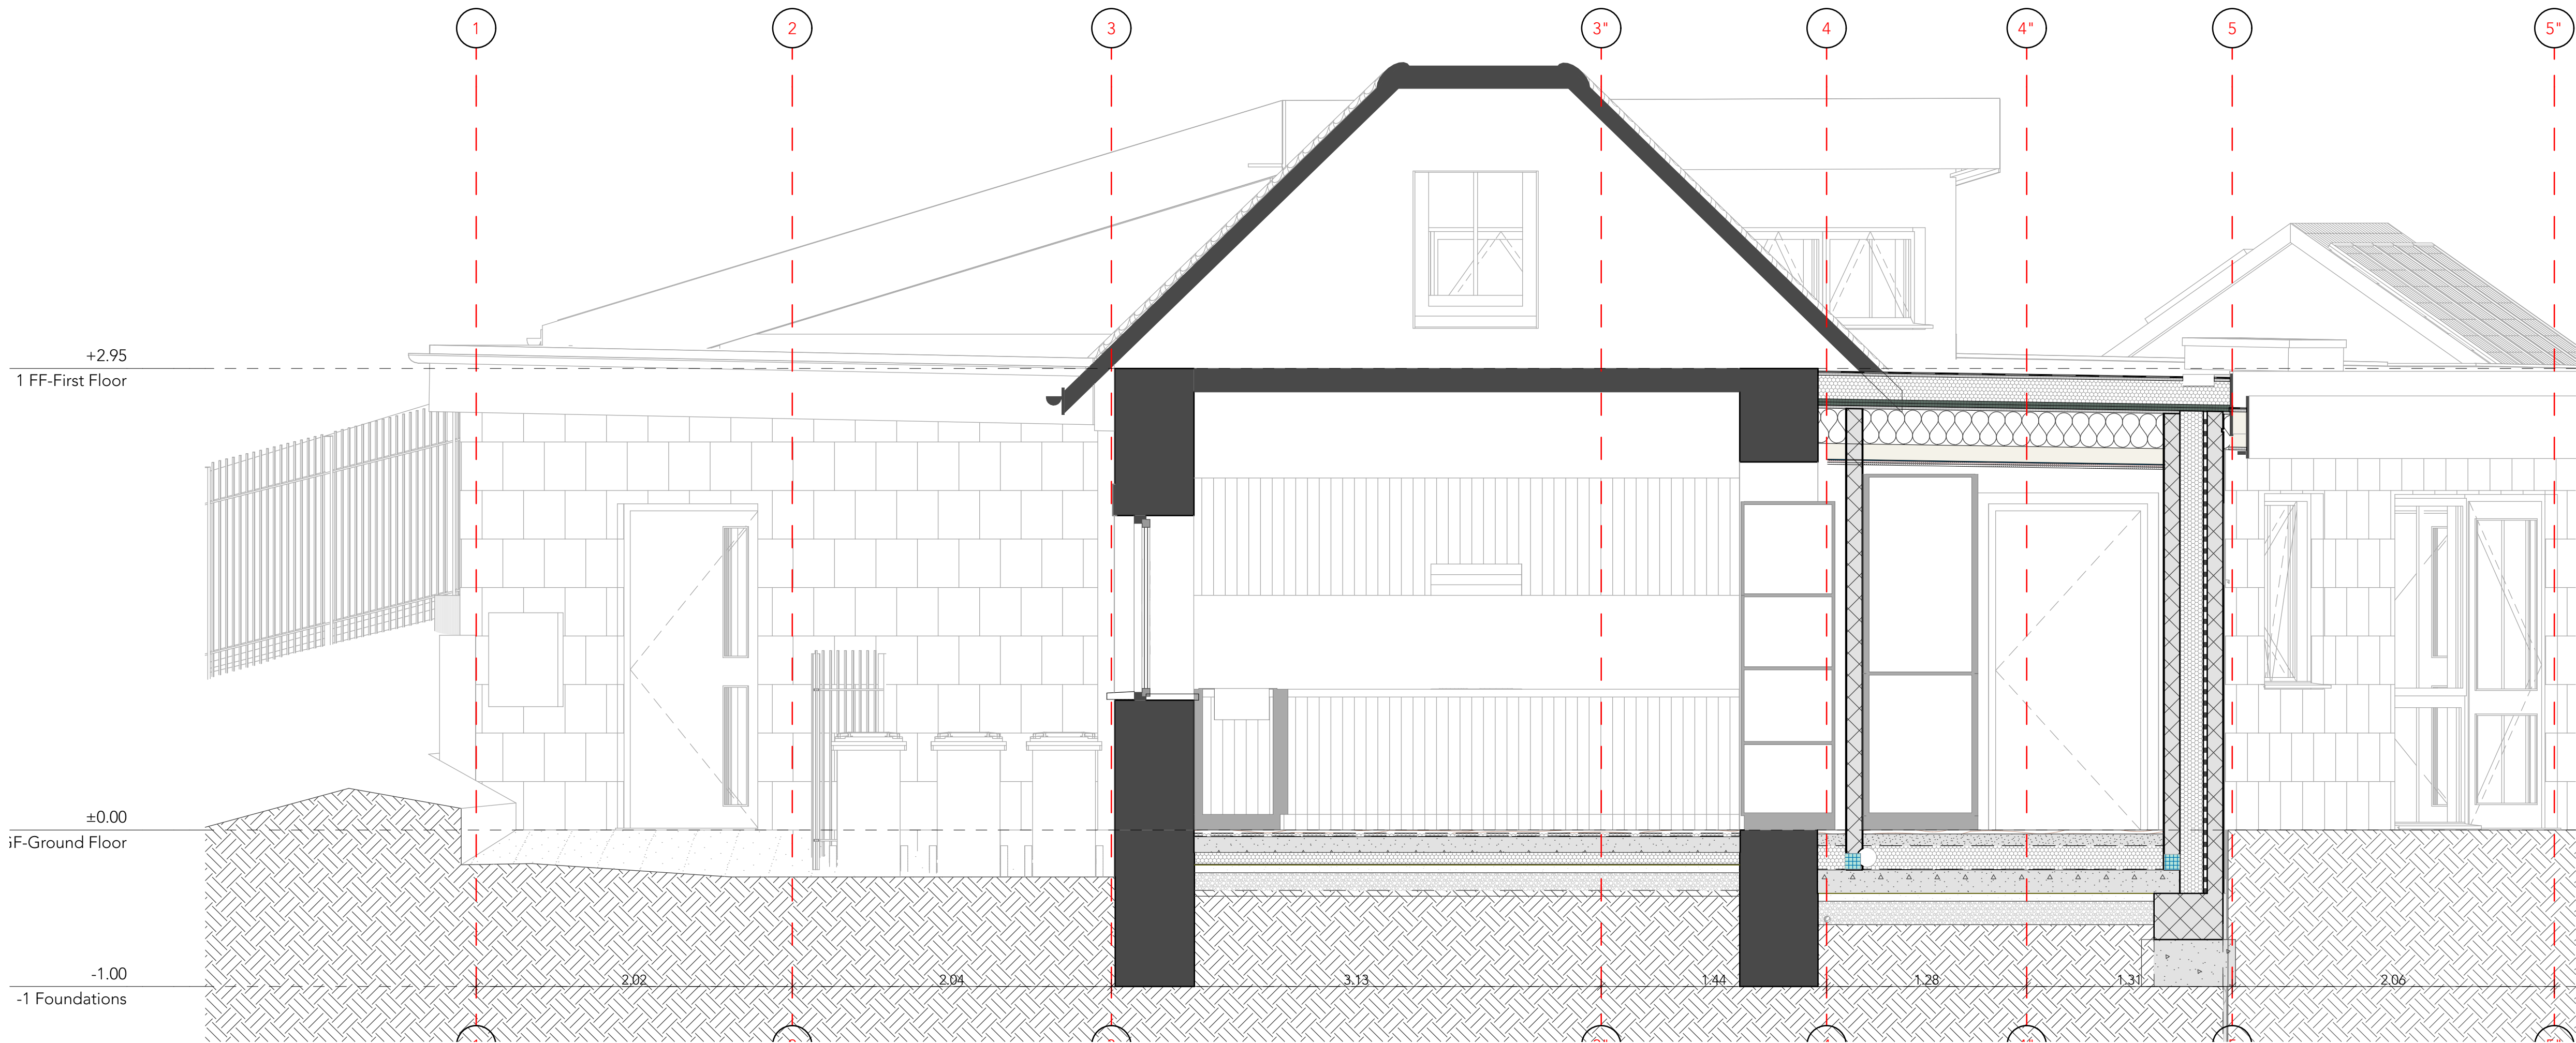 1 2 3 3" 4 4" 5 5"
+2.95
1 FF-First Floor
±0.00
GF-Ground Floor
-1.00
-1 Foundations
2.02 2.04 3.13 1.44 1.28 1.31 2.06